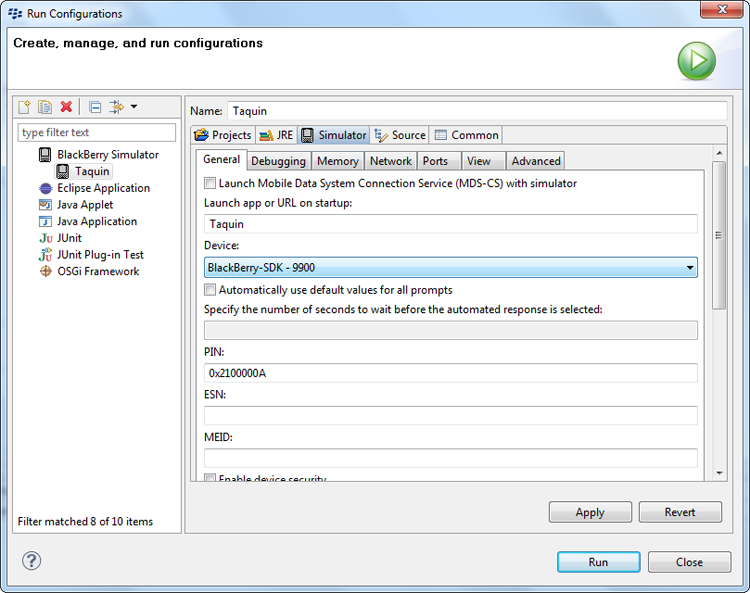 Run Configurations
Create, manage, and run configurations
type filter text
BlackBerry Simulator
Taquin
Eclipse Application
Java Applet
Java Application
JUnit
JUnit Plug-in Test
OSGi Framework
Filter matched 8 of 10 items
Name: Taquin
Projects JRE Simulator Source Common
General Debugging Memory Network Ports View Advanced
Launch Mobile Data System Connection Service (MDS-CS) with simulator
Launch app or URL on startup:
Taquin
Device:
BlackBerry-SDK - 9900
Automatically use default values for all prompts
Specify the number of seconds to wait before the automated response is selected:
PIN:
0x2100000A
ESN:
MEID:
Enable device security
Apply Revert
Run Close